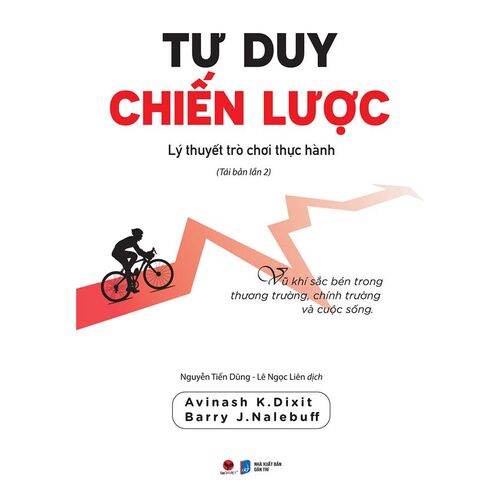 TƯ DUY
CHIẾN LƯỢC
Lý thuyết trò chơi thực hành
(Tái bản lần 2)
Vũ khí sắc bén trong
thương trường, chính trường
và cuộc sống.
Nguyễn Tiến Dũng - Lê Ngọc Liên dịch
Avinash K.Dixit
Barry J.Nalebuff
NHÀ XUẤT BẢN
DÂN TRÍ